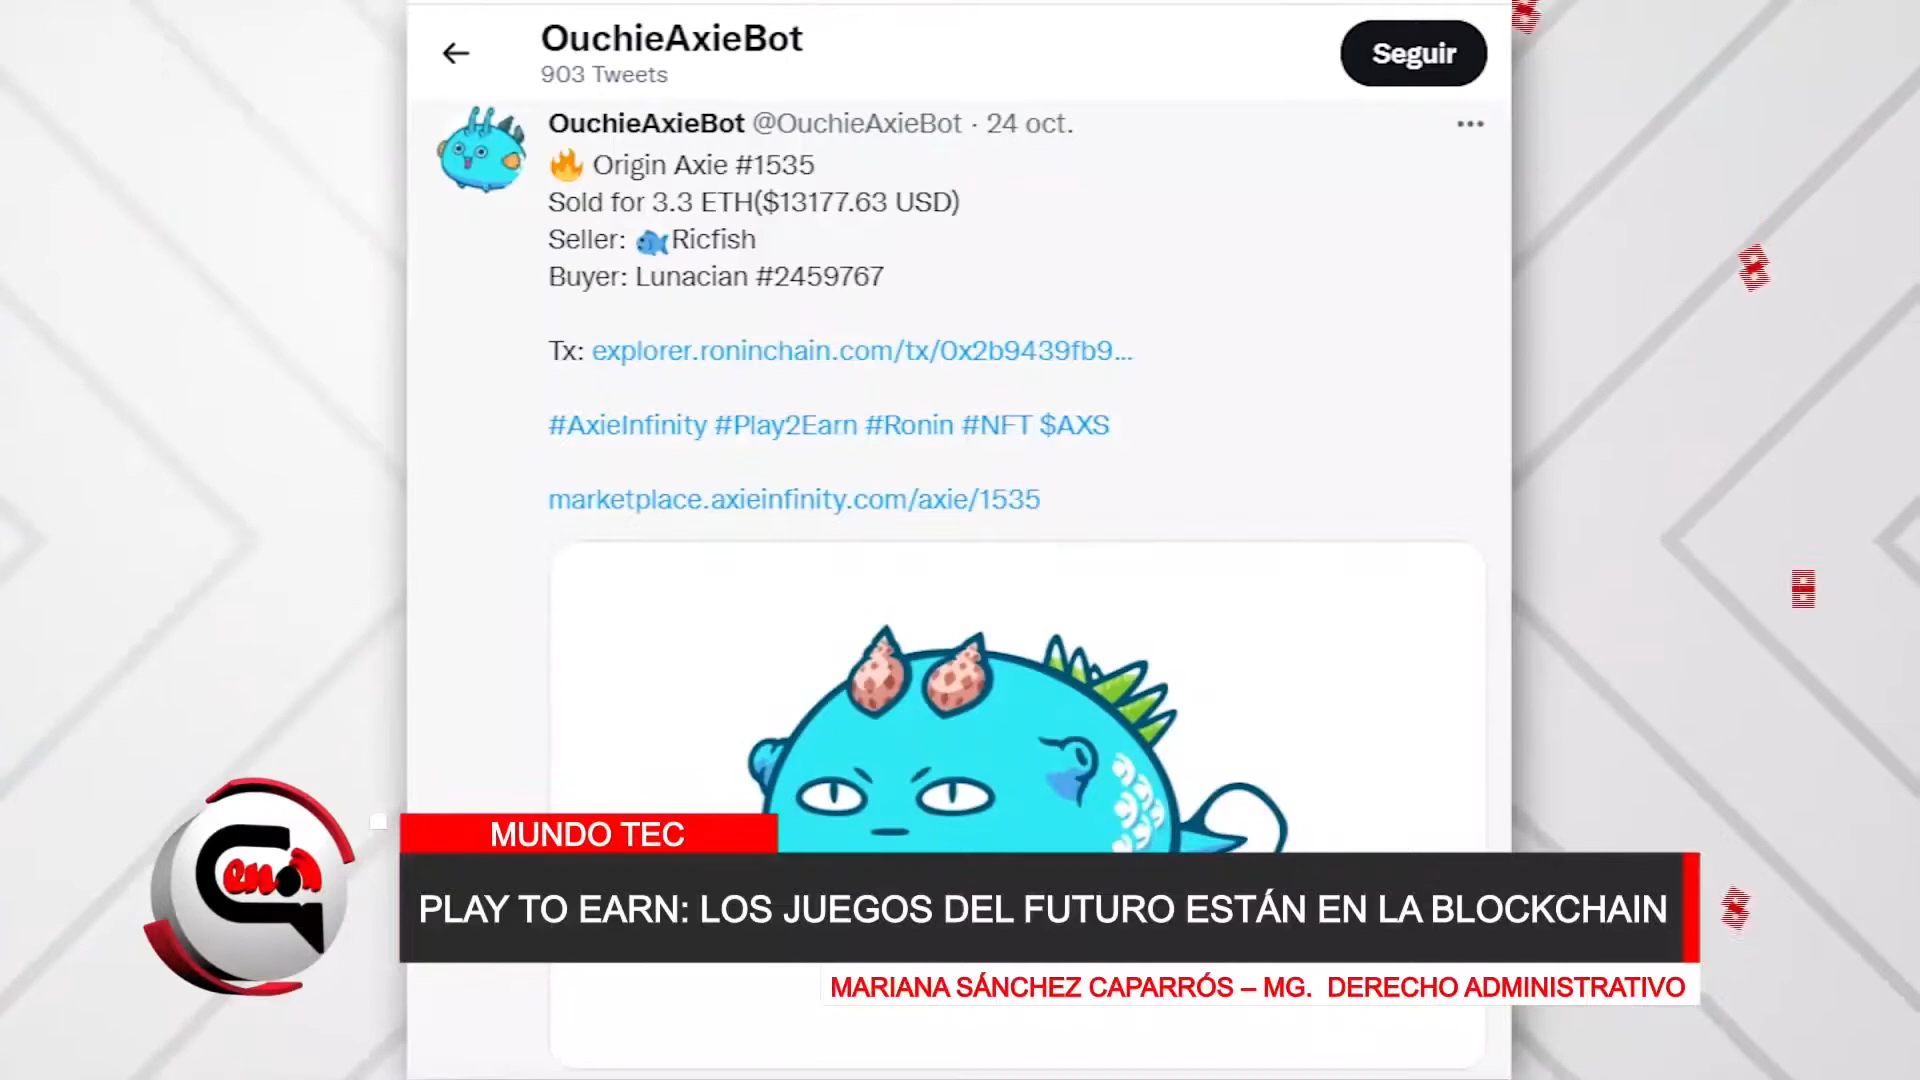 OuchieAxieBot
903 Tweets
Seguir
OuchieAxieBot @OuchieAxieBot · 24 oct.
🔥 Origin Axie #1535
Sold for 3.3 ETH($13177.63 USD)
Seller: 🐟Ricfish
Buyer: Lunacian #2459767
Tx: explorer.roninchain.com/tx/0x2b9439fb9...
#AxieInfinity #Play2Earn #Ronin #NFT $AXS
marketplace.axieinfinity.com/axie/1535
en
MUNDO TEC
PLAY TO EARN: LOS JUEGOS DEL FUTURO ESTÁN EN LA BLOCKCHAIN
MARIANA SÁNCHEZ CAPARRÓS – MG. DERECHO ADMINISTRATIVO